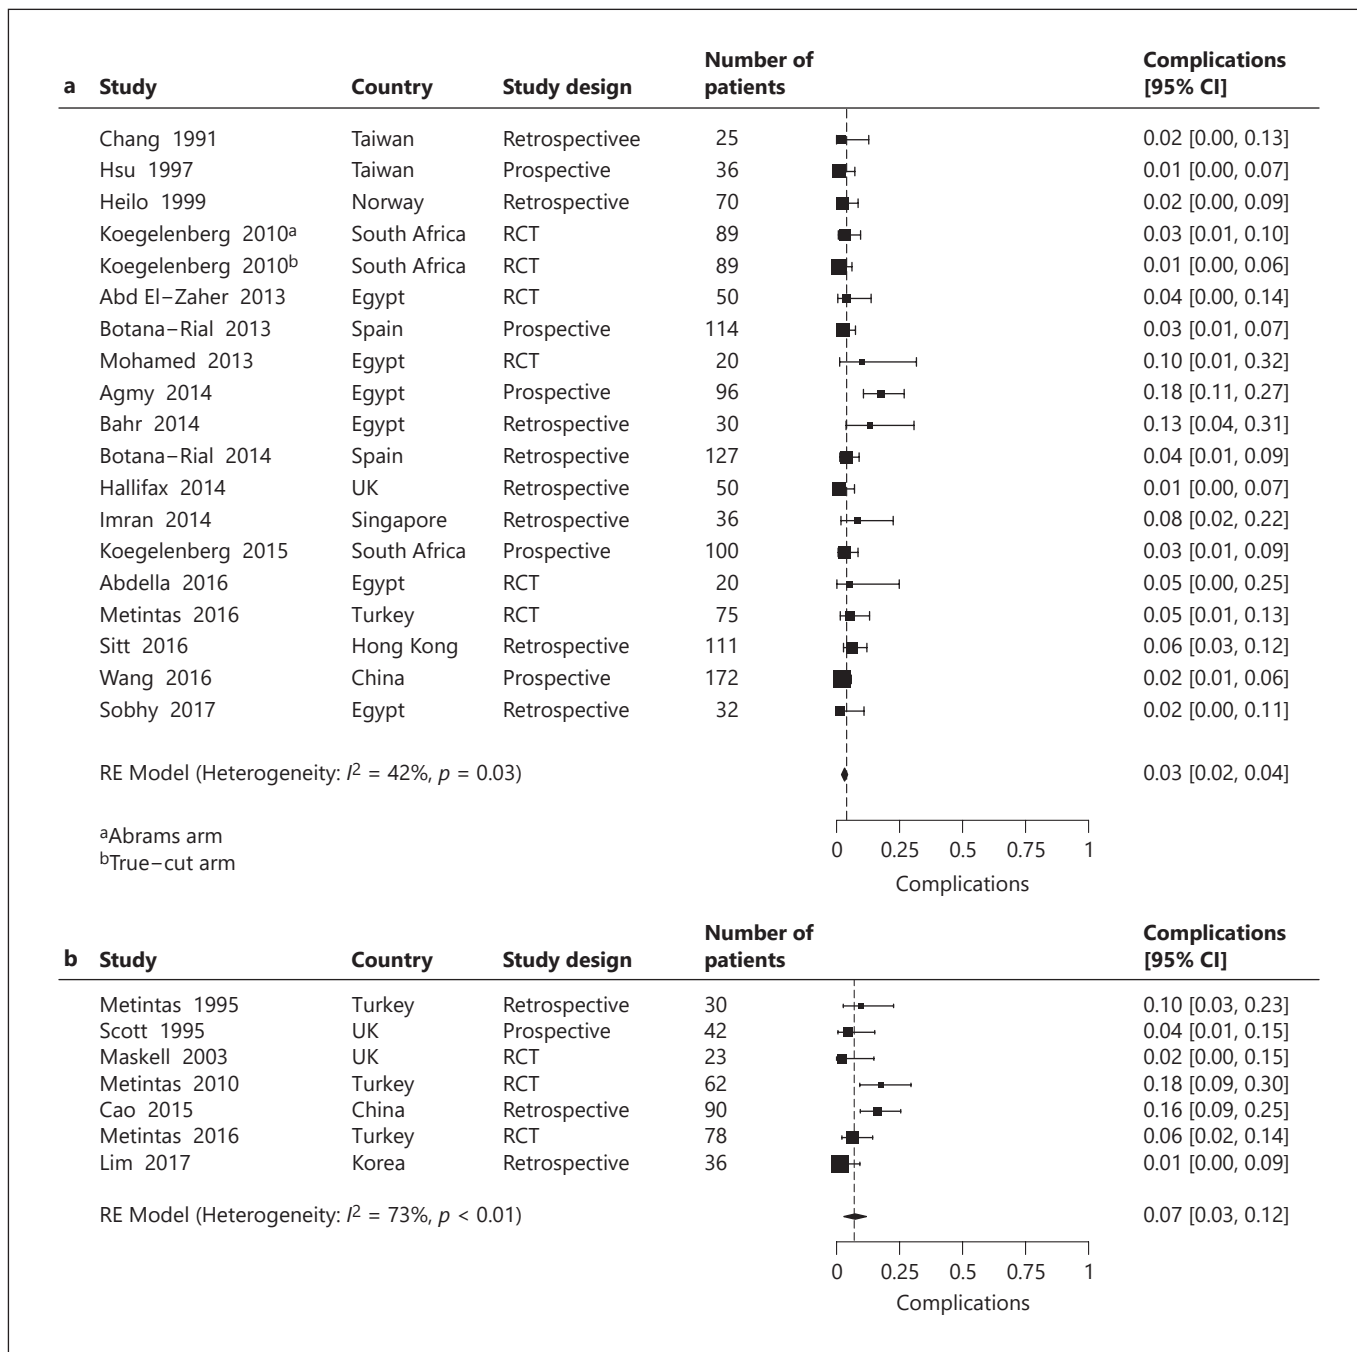 a Study Country Study design Number of patients Complications [95% CI]
Chang 1991 Taiwan Retrospectivee 25 0.02 [0.00, 0.13]
Hsu 1997 Taiwan Prospective 36 0.01 [0.00, 0.07]
Heilo 1999 Norway Retrospective 70 0.02 [0.00, 0.09]
Koegelenberg 2010a South Africa RCT 89 0.03 [0.01, 0.10]
Koegelenberg 2010b South Africa RCT 89 0.01 [0.00, 0.06]
Abd El−Zaher 2013 Egypt RCT 50 0.04 [0.00, 0.14]
Botana−Rial 2013 Spain Prospective 114 0.03 [0.01, 0.07]
Mohamed 2013 Egypt RCT 20 0.10 [0.01, 0.32]
Agmy 2014 Egypt Prospective 96 0.18 [0.11, 0.27]
Bahr 2014 Egypt Retrospective 30 0.13 [0.04, 0.31]
Botana−Rial 2014 Spain Retrospective 127 0.04 [0.01, 0.09]
Hallifax 2014 UK Retrospective 50 0.01 [0.00, 0.07]
Imran 2014 Singapore Retrospective 36 0.08 [0.02, 0.22]
Koegelenberg 2015 South Africa Prospective 100 0.03 [0.01, 0.09]
Abdella 2016 Egypt RCT 20 0.05 [0.00, 0.25]
Metintas 2016 Turkey RCT 75 0.05 [0.01, 0.13]
Sitt 2016 Hong Kong Retrospective 111 0.06 [0.03, 0.12]
Wang 2016 China Prospective 172 0.02 [0.01, 0.06]
Sobhy 2017 Egypt Retrospective 32 0.02 [0.00, 0.11]
RE Model (Heterogeneity: I2 = 42%, p = 0.03) 0.03 [0.02, 0.04]
aAbrams arm
bTrue−cut arm
0 0.25 0.5 0.75 1
Complications
b Study Country Study design Number of patients Complications [95% CI]
Metintas 1995 Turkey Retrospective 30 0.10 [0.03, 0.23]
Scott 1995 UK Prospective 42 0.04 [0.01, 0.15]
Maskell 2003 UK RCT 23 0.02 [0.00, 0.15]
Metintas 2010 Turkey RCT 62 0.18 [0.09, 0.30]
Cao 2015 China Retrospective 90 0.16 [0.09, 0.25]
Metintas 2016 Turkey RCT 78 0.06 [0.02, 0.14]
Lim 2017 Korea Retrospective 36 0.01 [0.00, 0.09]
RE Model (Heterogeneity: I2 = 73%, p < 0.01) 0.07 [0.03, 0.12]
0 0.25 0.5 0.75 1
Complications